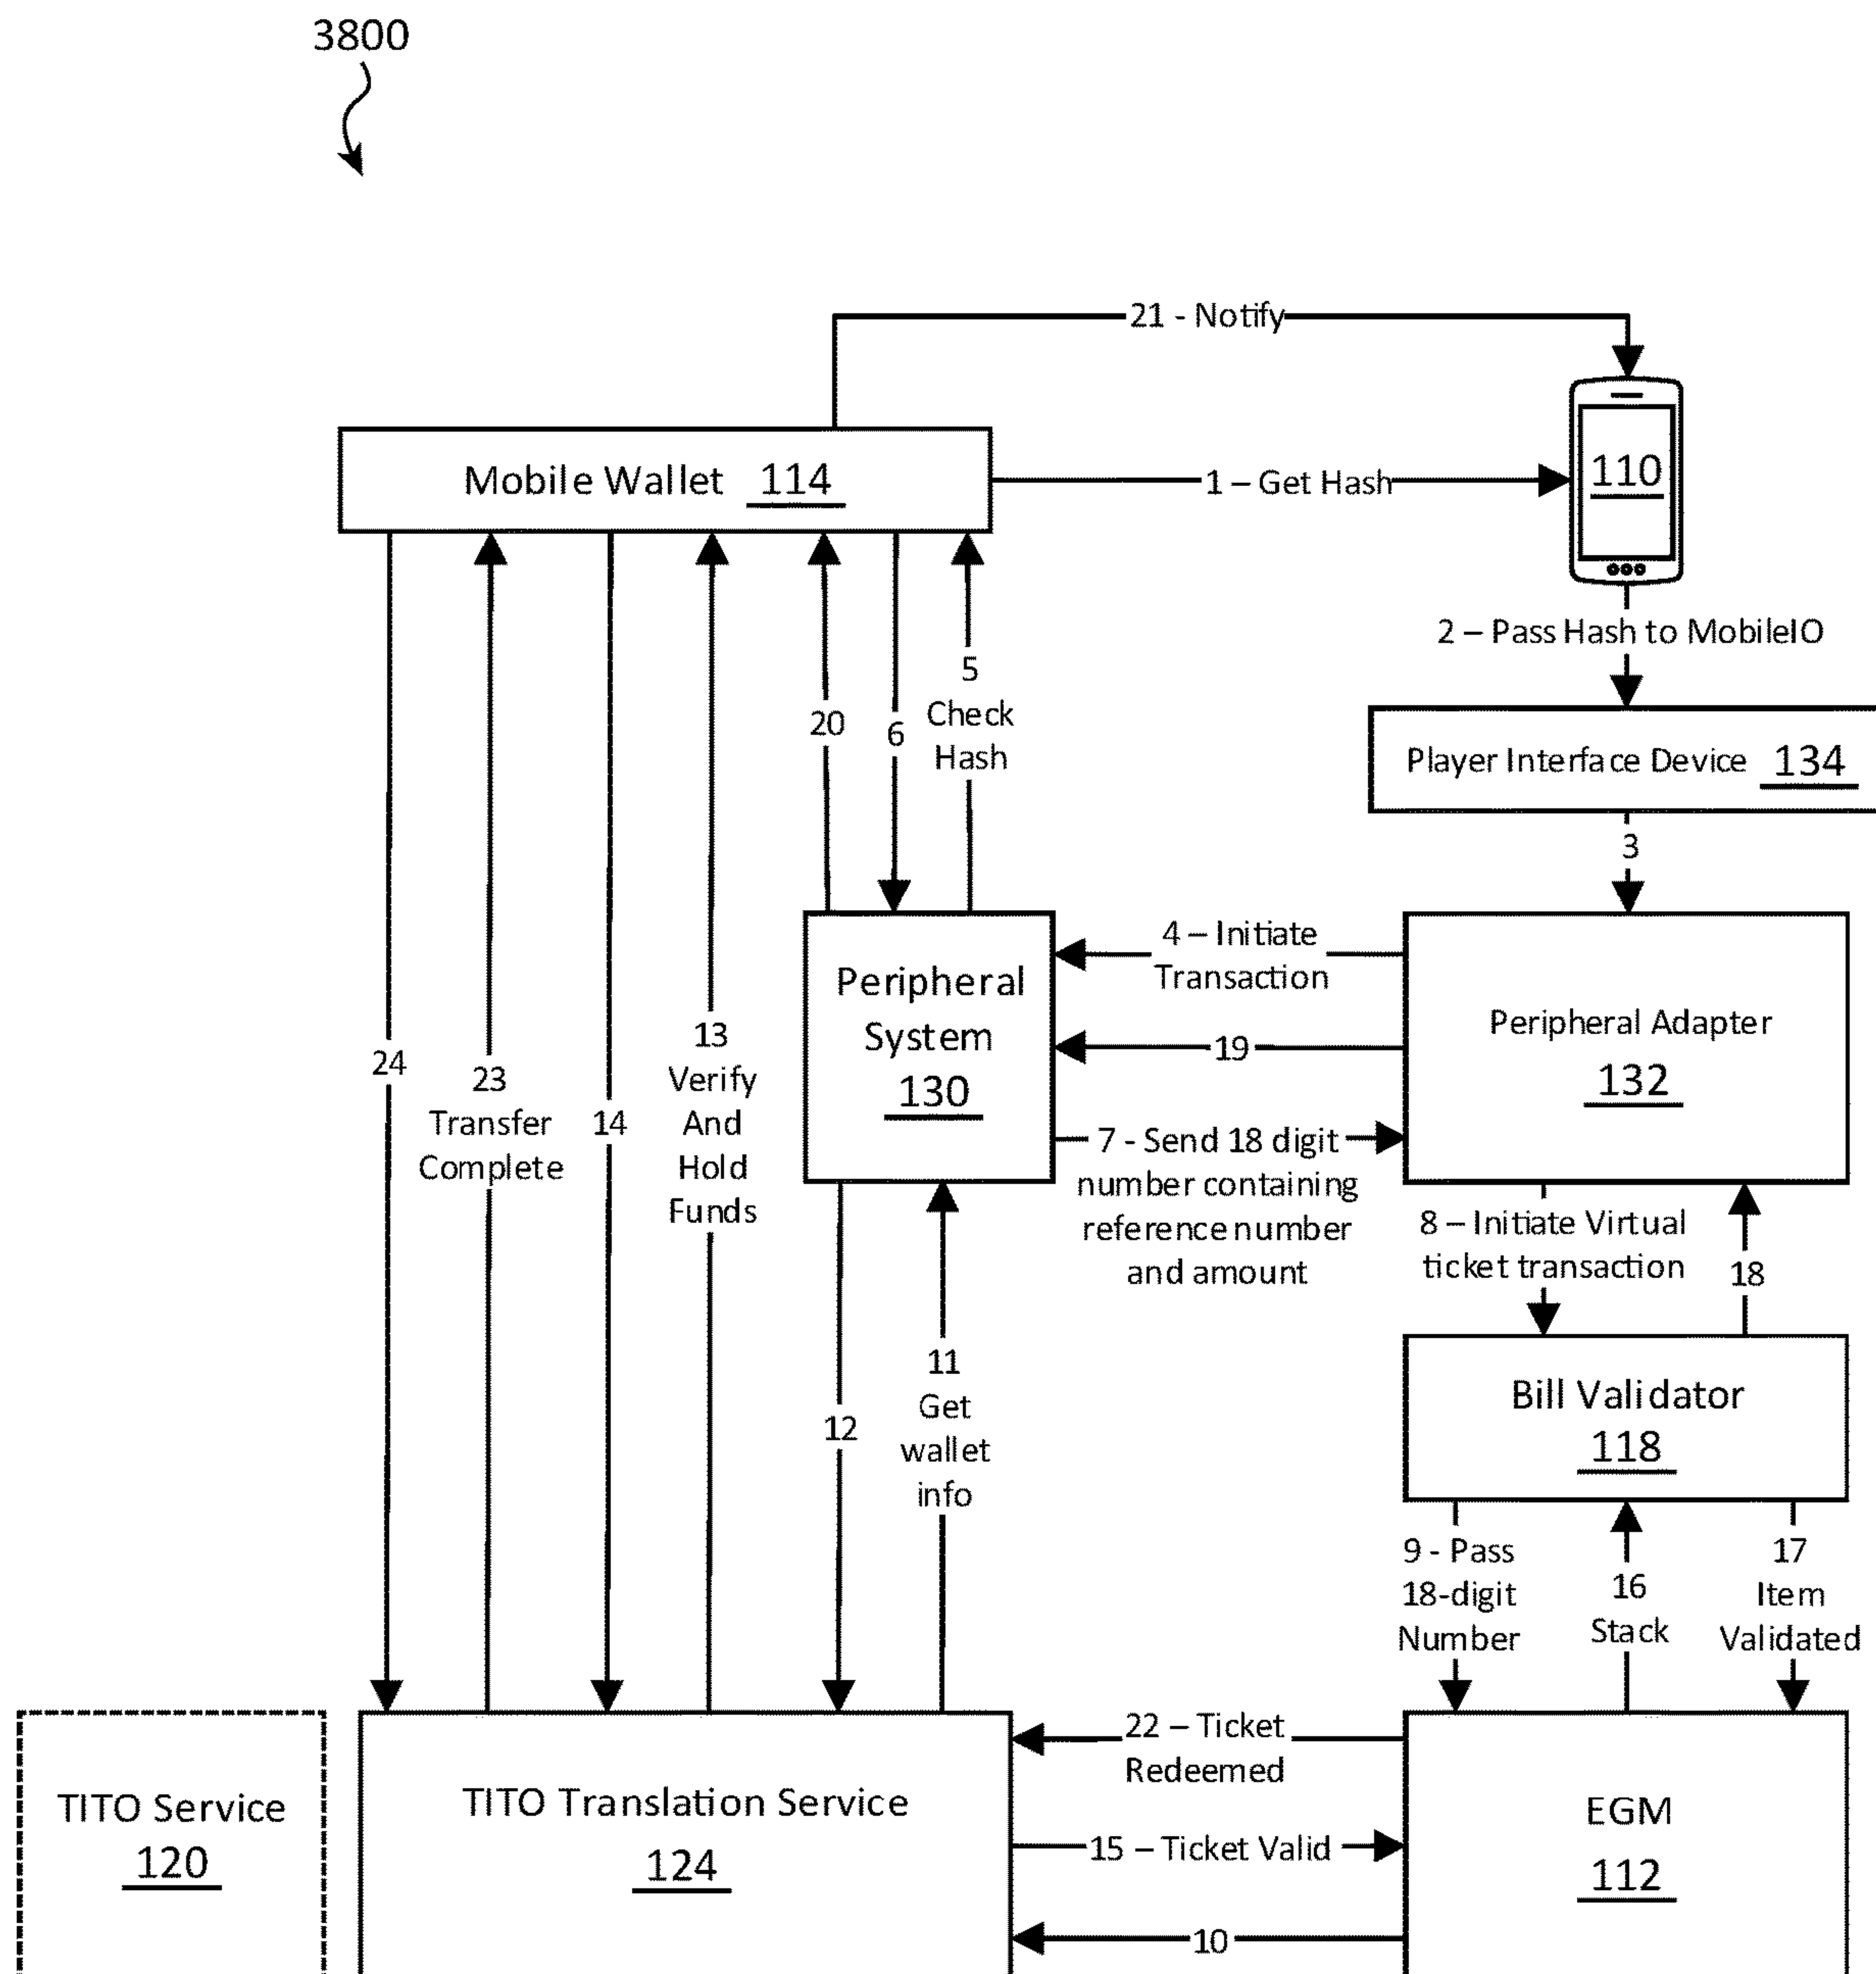 3800
21 - Notify
Mobile Wallet 114
1 – Get Hash
110
2 – Pass Hash to MobileIO
Player Interface Device 134
3
5
Check
Hash
20
6
4 – Initiate
Transaction
Peripheral
System
130
19
7 - Send 18 digit
number containing
reference number
and amount
Peripheral Adapter
132
24
23
Transfer
Complete
14
13
Verify
And
Hold
Funds
8 – Initiate Virtual
ticket transaction
18
12
11
Get
wallet
info
Bill Validator
118
9 - Pass
18-digit
Number
16
Stack
17
Item
Validated
TITO Service
120
TITO Translation Service
124
22 – Ticket
Redeemed
15 – Ticket Valid
10
EGM
112